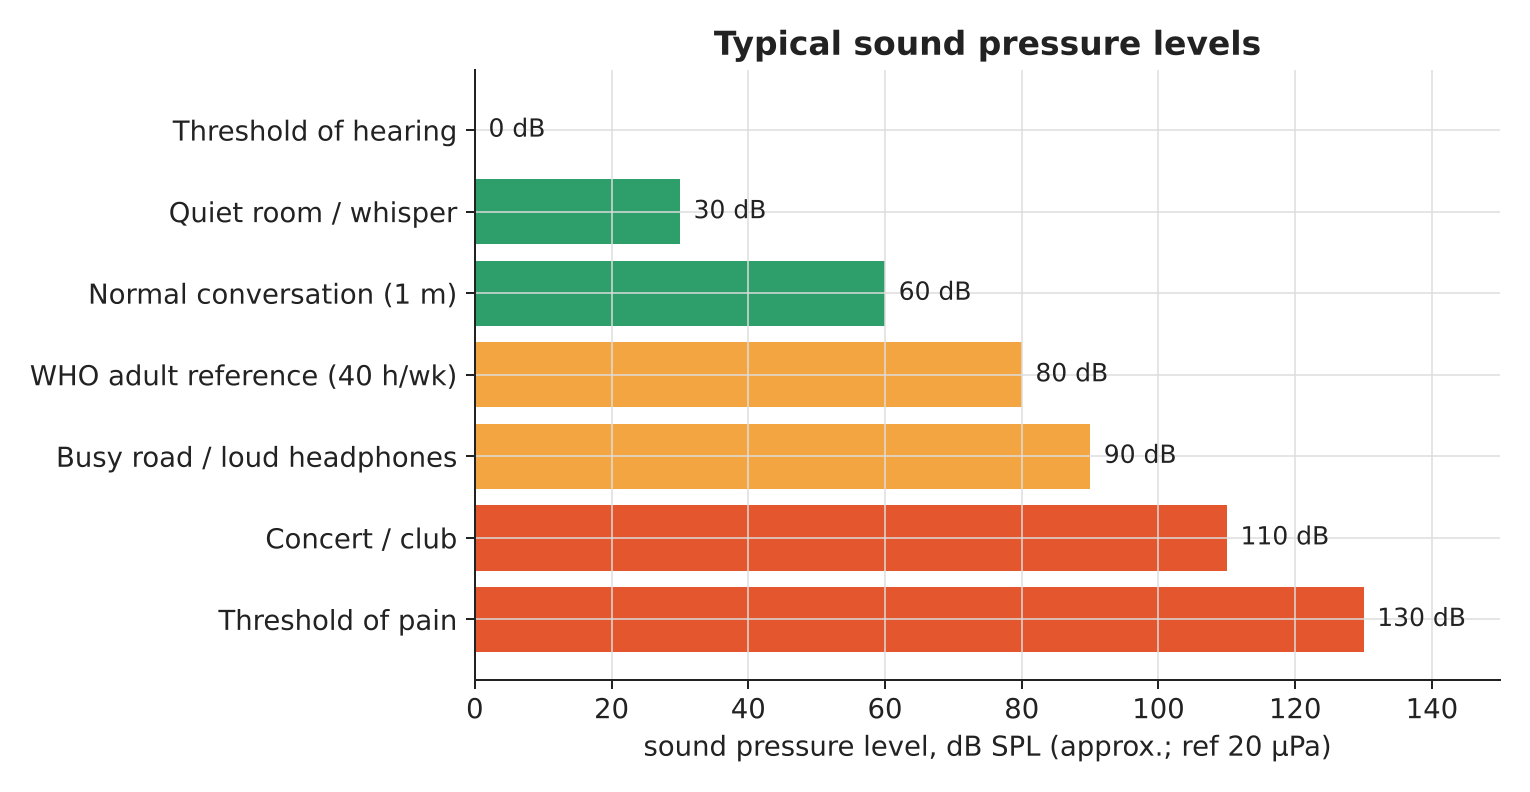 Typical sound pressure levels
Threshold of hearing 0 dB
Quiet room / whisper 30 dB
Normal conversation (1 m) 60 dB
WHO adult reference (40 h/wk) 80 dB
Busy road / loud headphones 90 dB
Concert / club 110 dB
Threshold of pain 130 dB
0 20 40 60 80 100 120 140
sound pressure level, dB SPL (approx.; ref 20 µPa)